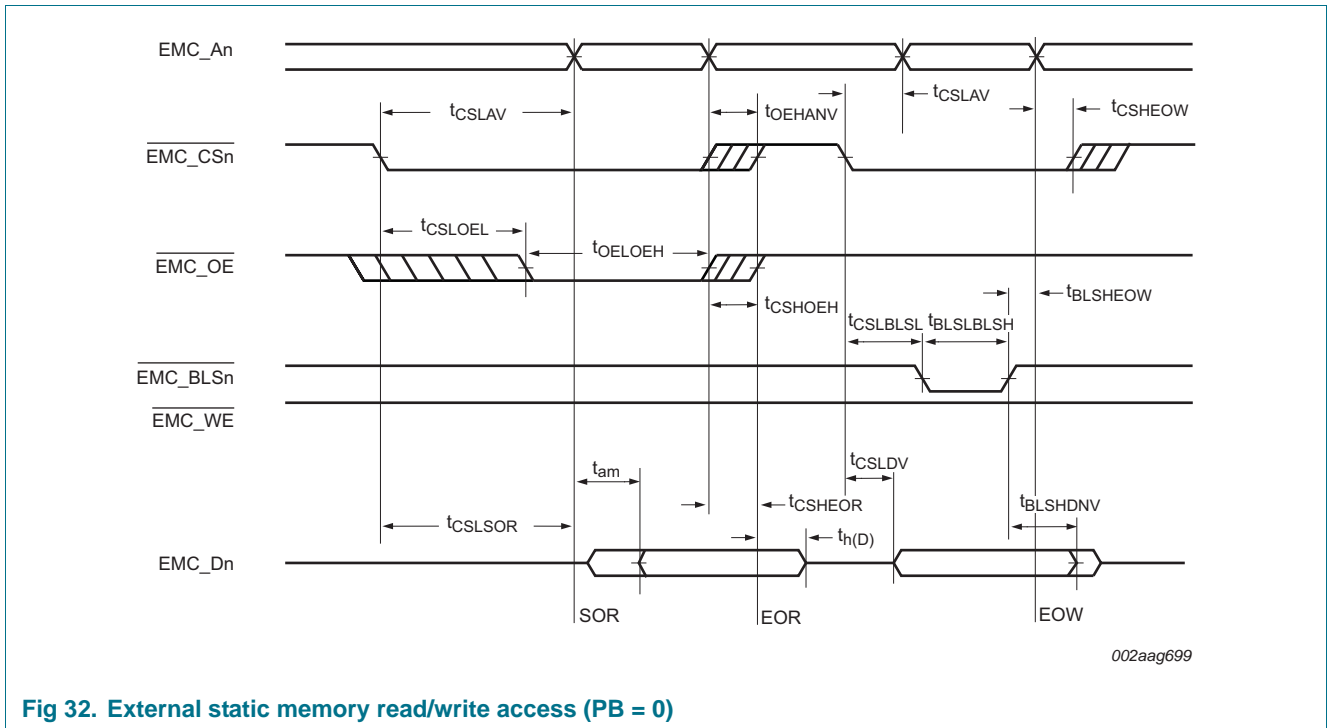 EMC_An
tCSLAV
tOEHANV
tCSLAV
tCSHEOW
EMC_CSn
tCSLOEL
tOELOEH
EMC_OE
tCSHOEH
tBLSHEOW
tCSLBLSL
tBLSLBLSH
EMC_BLSn
EMC_WE
tam
tCSLDV
tCSLSOR
tCSHEOR
tBLSHDNV
th(D)
EMC_Dn
SOR
EOR
EOW
002aag699
Fig 32. External static memory read/write access (PB = 0)